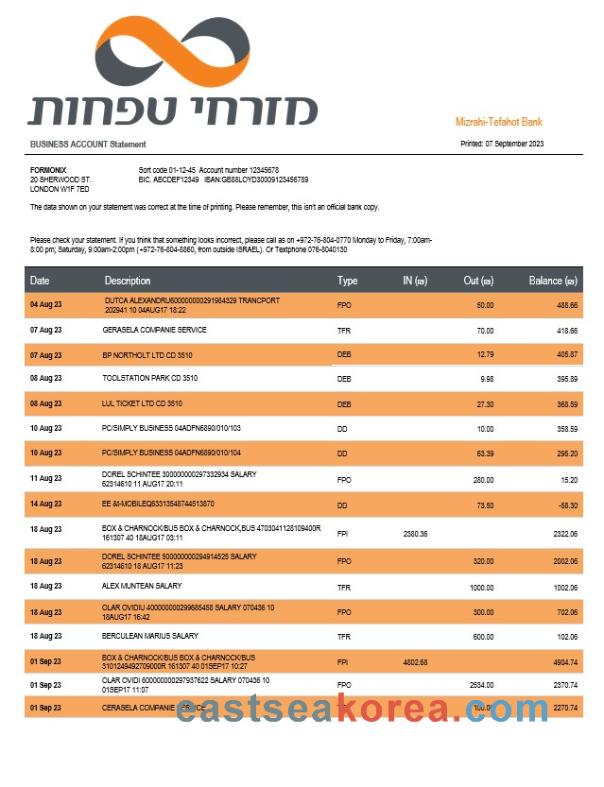 מזרחי טפחות
Mizrahi-Tefahot Bank
BUSINESS ACCOUNT Statement
Printed: 07 September 2023
FORMONIX
20 SHERWOOD ST.
LONDON W1F 7ED
Sort code 01-12-45 Account number 12345678
BIC. ABCDEF12349 IBAN:GB88LOYD30009123456789
The data shown on your statement was correct at the time of printing. Please remember, this isn't an official bank copy.
Please check your statement. If you think that something looks incorrect, please call as on +972-76-804-0770 Monday to Friday, 7:00am-
8:00 pm; Saturday, 9:00am-2:00pm (+972-76-804-8860, from outside ISRAEL). Or Textphone 076-8040130
Date Description Type IN (₪) Out (₪) Balance (₪)
04 Aug 23 DUTCA ALEXANDRU600000000291984329 TRANCPORT FPO 50.00 488.66
202941 10 04AUG17 18:22
07 Aug 23 GERASELA COMPANIE SERVICE TFR 70.00 418.66
07 Aug 23 BP NORTHOLT LTD CD 3510 DEB 12.79 405.87
08 Aug 23 TOOLSTATION PARK CD 3510 DEB 9.98 395.89
08 Aug 23 LUL TICKET LTD CD 3510 DEB 27.30 368.59
10 Aug 23 PC/SIMPLY BUSINESS 04ADFN6890/010/103 DD 10.00 358.59
10 Aug 23 PC/SIMPLY BUSINESS 04ADFN6890/010/104 DD 63.39 295.20
11 Aug 23 DOREL SCHINTEE 300000000297332934 SALARY FPO 280.00 15.20
62314610 11 AUG17 20:11
14 Aug 23 EE &t-MOBILEQ63313548744513870 DD 73.50 -58.30
18 Aug 23 BOX & CHARNOCK/BUS BOX & CHARNOCK,BUS 4703041128109400R FPI 2380.36 2322.06
161307 40 18AUG17 03:11
18 Aug 23 DOREL SCHINTEE 500000000294914525 SALARY FPO 320.00 2002.06
62314610 18 AUG17 11:23
18 Aug 23 ALEX MUNTEAN SALARY TFR 1000.00 1002.06
18 Aug 23 OLAR OVIDIU 400000000299685458 SALARY 070436 10 FPO 300.00 702.06
18AUG17 16:42
18 Aug 23 BERCULEAN MARIUS SALARY TFR 600.00 102.06
01 Sep 23 BOX & CHARNOCK/BUS BOX & CHARNOCK/BUS FPI 4802.68 4904.74
3101249492709000R 161307 40 01SEP17 10:27
01 Sep 23 OLAR OVIDI 600000000297937622 SALARY 070436 10 FPO 2534.00 2370.74
01SEP17 11:07
01 Sep 23 CERASELA COMPANIE 100.00 2270.74
eastseakorea.com